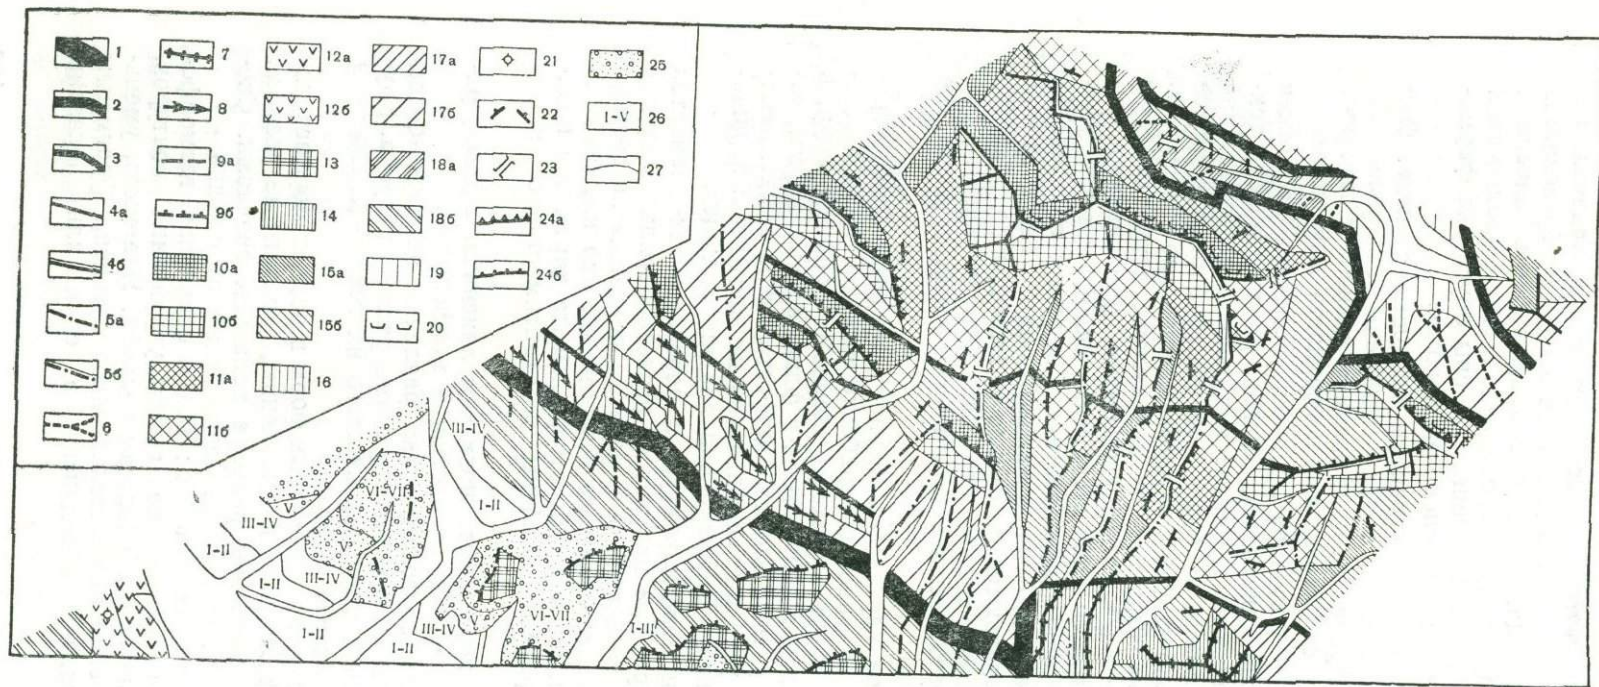 1 7 12а 17а 21 25
2 8 12б 17б 22 26
I-V
3 9а 13 18а 23 27
4а 9б 14 18б 24а
4б 10а 15а 19 24б
5а 10б 15б 20
5б 11а 16
6 11б
III-IV
VI-VII
I-II
V
III-IV
V
I-II
I-II
III-IV
VI-VII
III-IV
V
I-III
I-II
I-II